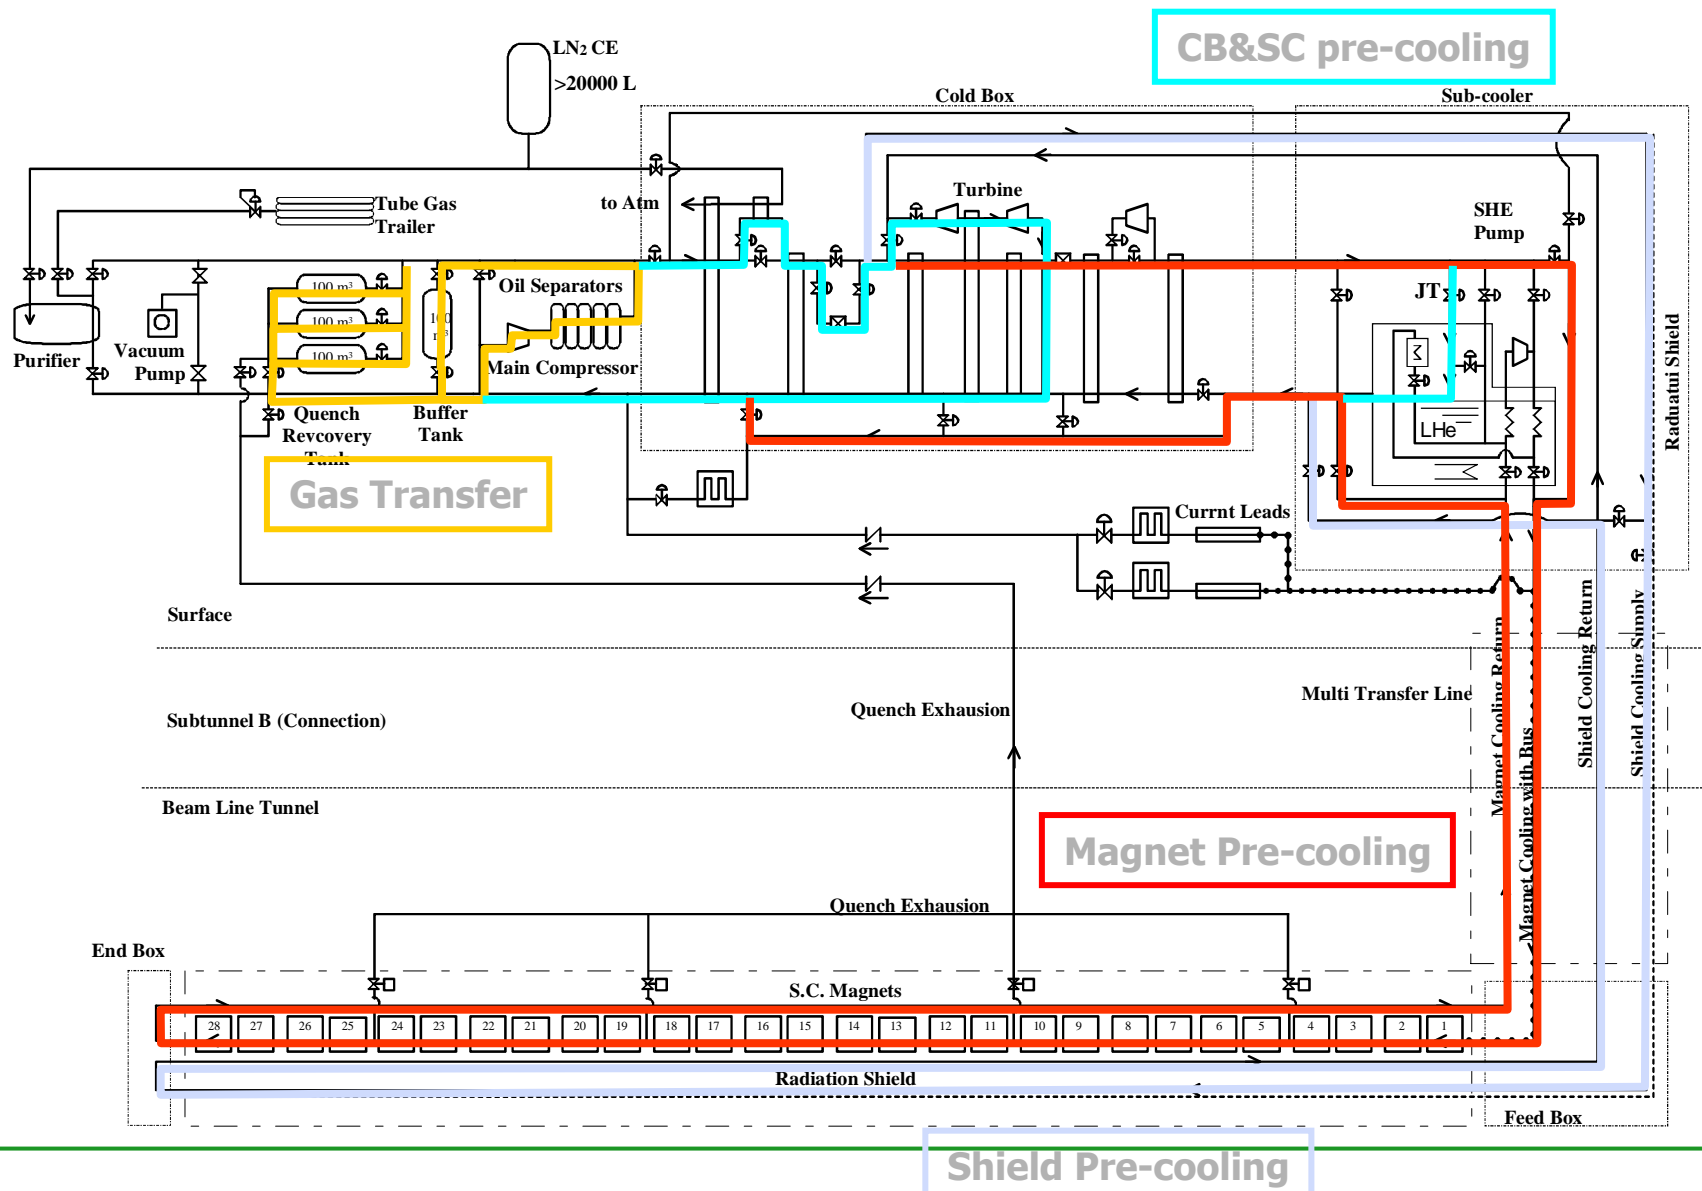 CB&SC pre-cooling
LN2 CE
>20000 L
Cold Box
Sub-cooler
Tube Gas
Trailer
to Atm
Turbine
SHE
Pump
Oil Separators
JT
100 m³
100 m³
100 m³
100
m³
Purifier
Vacuum
Pump
Main Compressor
Quench
Revcovery
Tank
Buffer
Tank
LHe
Raduatui Shield
Gas Transfer
Currnt Leads
Surface
Subtunnel B (Connection)
Quench Exhausion
Multi Transfer Line
Magnet Cooling Return
Magnet Cooling with Bus
Shield Cooling Return
Shield Cooling Supply
Beam Line Tunnel
Magnet Pre-cooling
Quench Exhausion
End Box
S.C. Magnets
28 27 26 25 24 23 22 21 20 19 18 17 16 15 14 13 12 11 10 9 8 7 6 5 4 3 2 1
Radiation Shield
Feed Box
Shield Pre-cooling